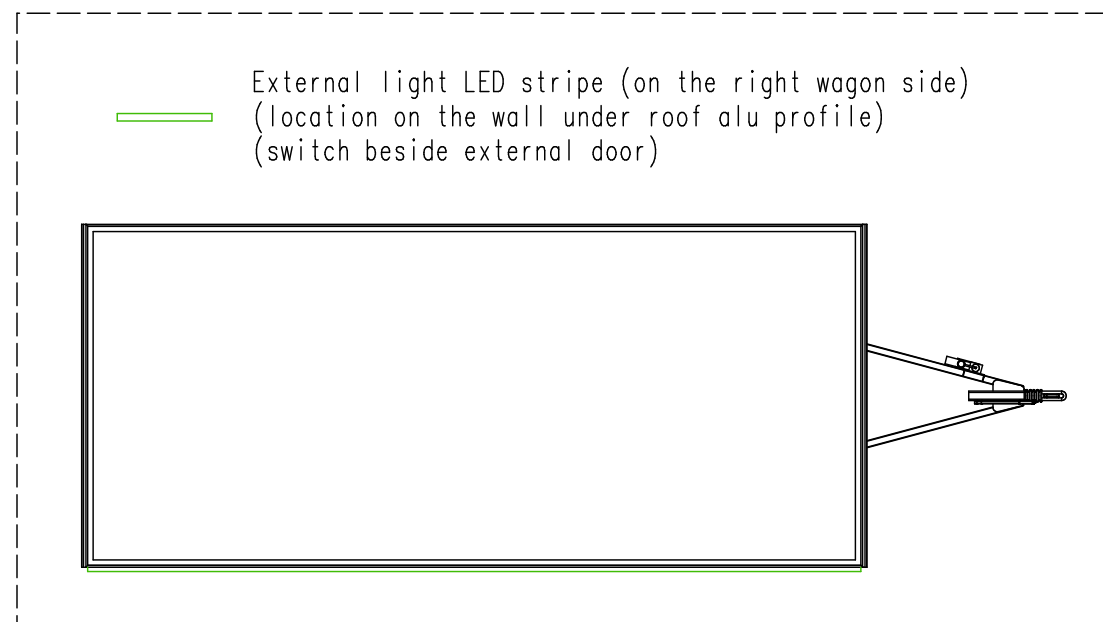 External light LED stripe (on the right wagon side)
(location on the wall under roof alu profile)
(switch beside external door)